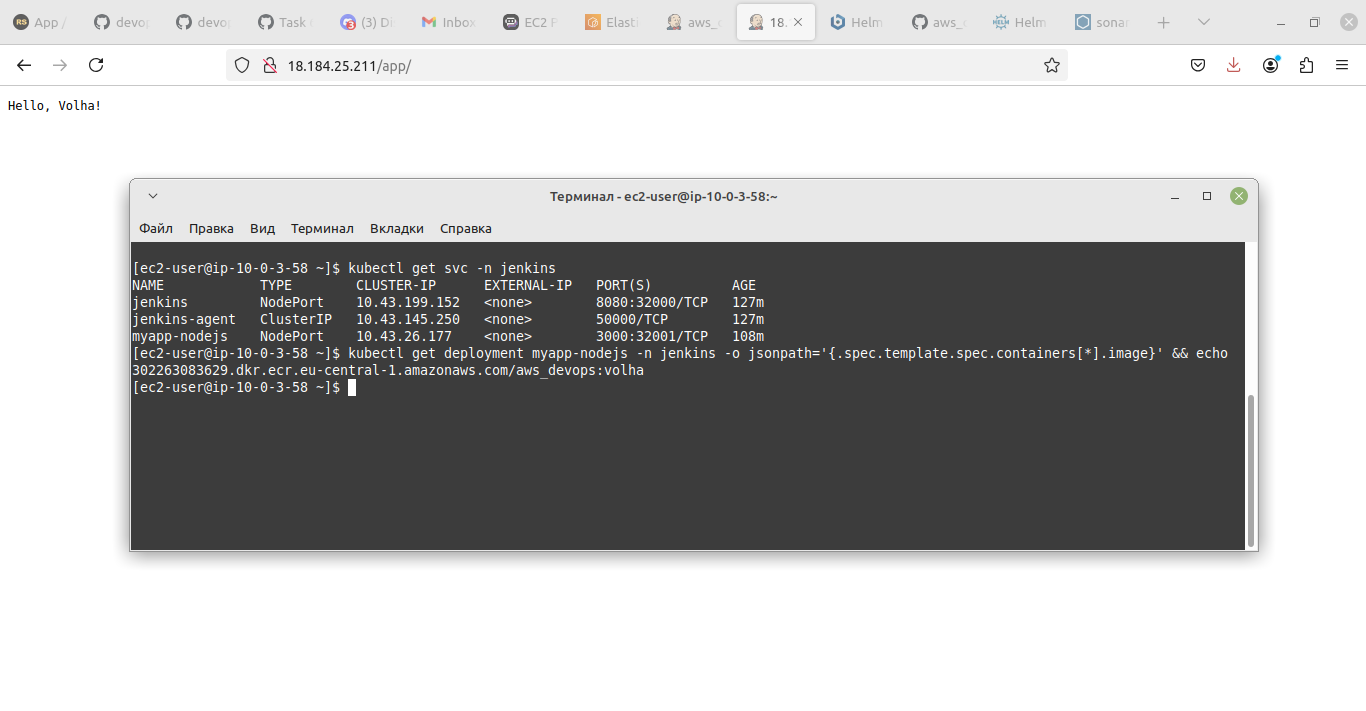 App /
devop
devop
Task
(3) Di
Inbox
EC2 P
Elasti
aws_
18.
Helm
aws_
Helm
sonar
18.184.25.211/app/
Hello, Volha!
Терминал - ec2-user@ip-10-0-3-58:~
Файл Правка Вид Терминал Вкладки Справка
[ec2-user@ip-10-0-3-58 ~]$ kubectl get svc -n jenkins
NAME TYPE CLUSTER-IP EXTERNAL-IP PORT(S) AGE
jenkins NodePort 10.43.199.152 <none> 8080:32000/TCP 127m
jenkins-agent ClusterIP 10.43.145.250 <none> 50000/TCP 127m
myapp-nodejs NodePort 10.43.26.177 <none> 3000:32001/TCP 108m
[ec2-user@ip-10-0-3-58 ~]$ kubectl get deployment myapp-nodejs -n jenkins -o jsonpath='{.spec.template.spec.containers[*].image}' && echo
302263083629.dkr.ecr.eu-central-1.amazonaws.com/aws_devops:volha
[ec2-user@ip-10-0-3-58 ~]$